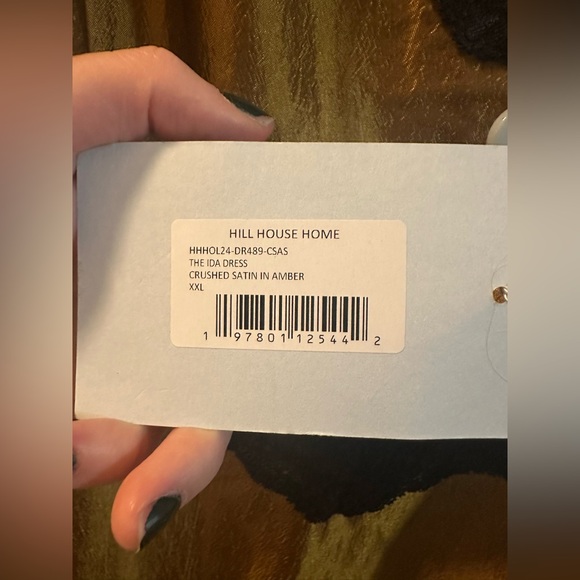 HILL HOUSE HOME
HHHOL24-DR489-CSAS
THE IDA DRESS
CRUSHED SATIN IN AMBER
XXL
1 97801 12544 2